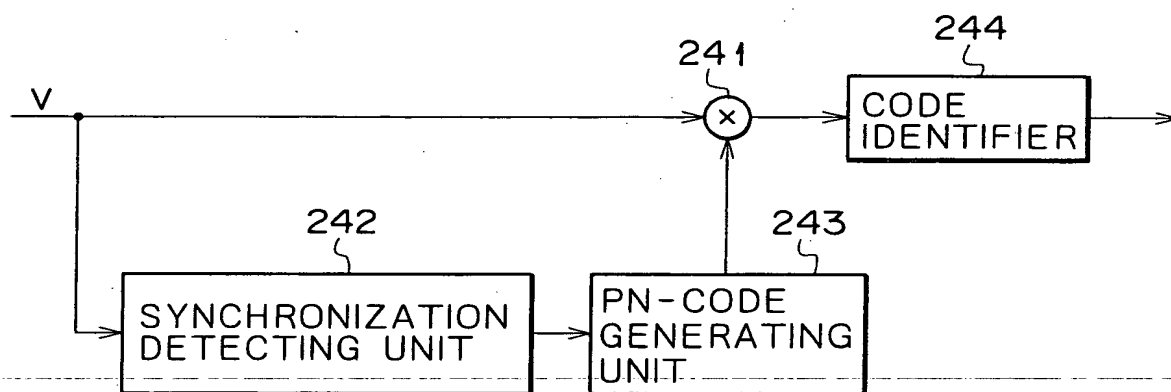 244
241
V
×
CODE
IDENTIFIER
242
243
SYNCHRONIZATION
DETECTING UNIT
PN-CODE
GENERATING
UNIT